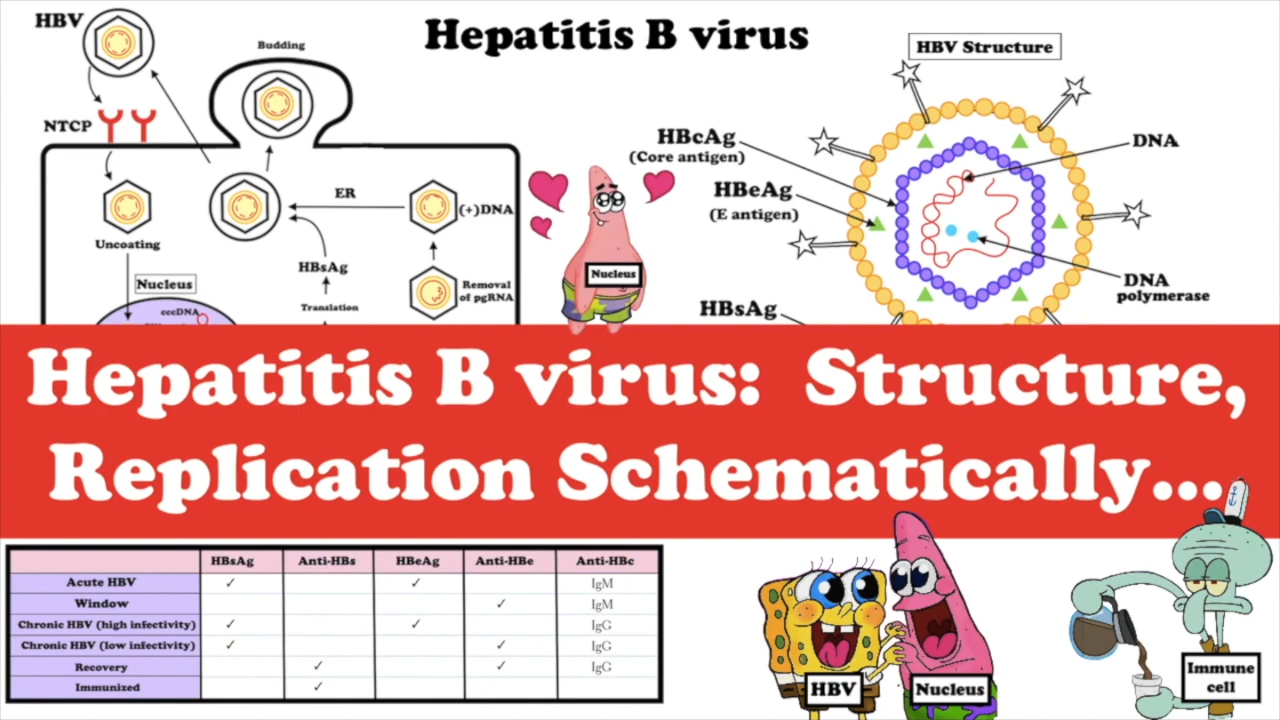 Hepatitis B virus
HBV
Budding
NTCP
ER
(+)DNA
Uncoating
HBsAg
Removal
of pgRNA
Nucleus
Translation
cccDNA
Nucleus
HBV Structure
HBcAg
(Core antigen)
DNA
HBeAg
(E antigen)
DNA
polymerase
HBsAg
Hepatitis B virus: Structure,
Replication Schematically...
HBsAg Anti-HBs HBeAg Anti-HBe Anti-HBc
Acute HBV ✓ ✓ IgM
Window ✓ IgM
Chronic HBV (high infectivity) ✓ ✓ IgG
Chronic HBV (low infectivity) ✓ ✓ IgG
Recovery ✓ ✓ IgG
Immunized ✓
HBV
Nucleus
Immune
cell